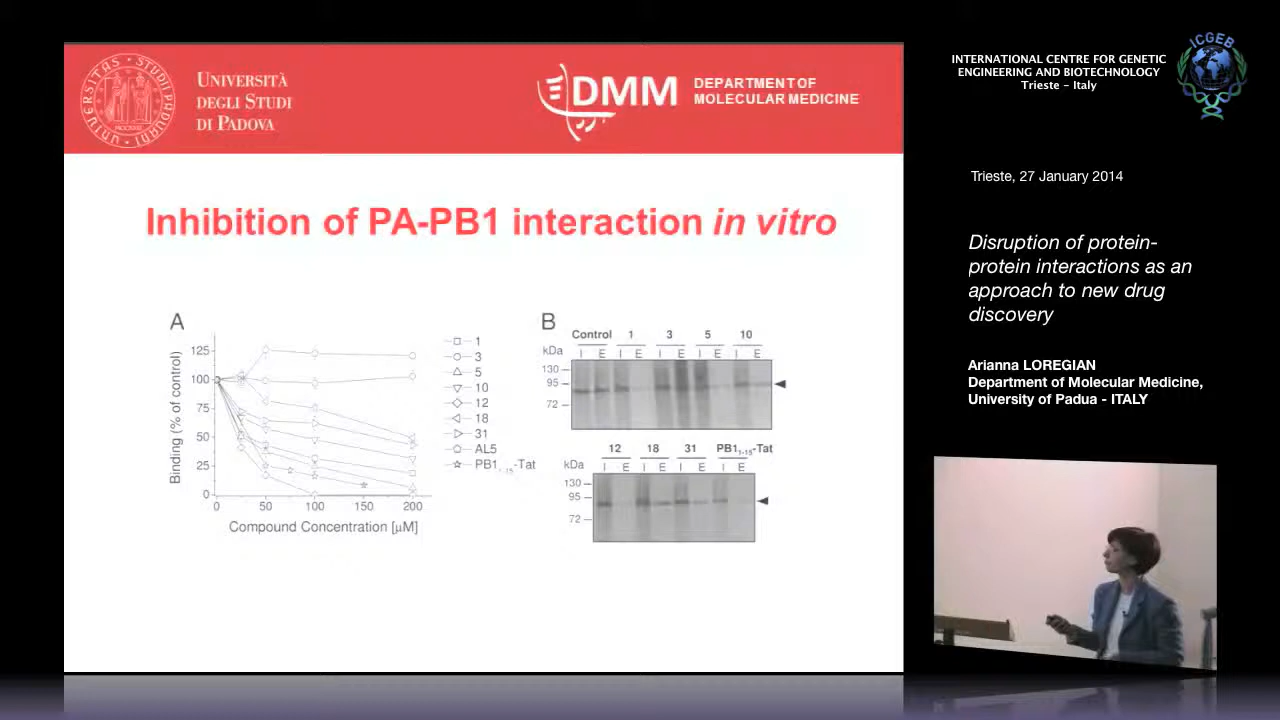 UNIVERSITÀ
DEGLI STUDI
DI PADOVA
DMM
DEPARTMENT OF
MOLECULAR MEDICINE
Inhibition of PA-PB1 interaction in vitro
A
Binding (% of control)
125
100
75
50
25
0
0 50 100 150 200
Compound Concentration [µM]
1
3
5
10
12
18
31
AL5
PB11-15-Tat
B
Control 1 3 5 10
kDa I E I E I E I E I E
130
95
72
12 18 31 PB11-15-Tat
kDa I E I E I E I E
130
95
72
INTERNATIONAL CENTRE FOR GENETIC
ENGINEERING AND BIOTECHNOLOGY
Trieste - Italy
ICGEB
Trieste, 27 January 2014
Disruption of protein-
protein interactions as an
approach to new drug
discovery
Arianna LOREGIAN
Department of Molecular Medicine,
University of Padua - ITALY